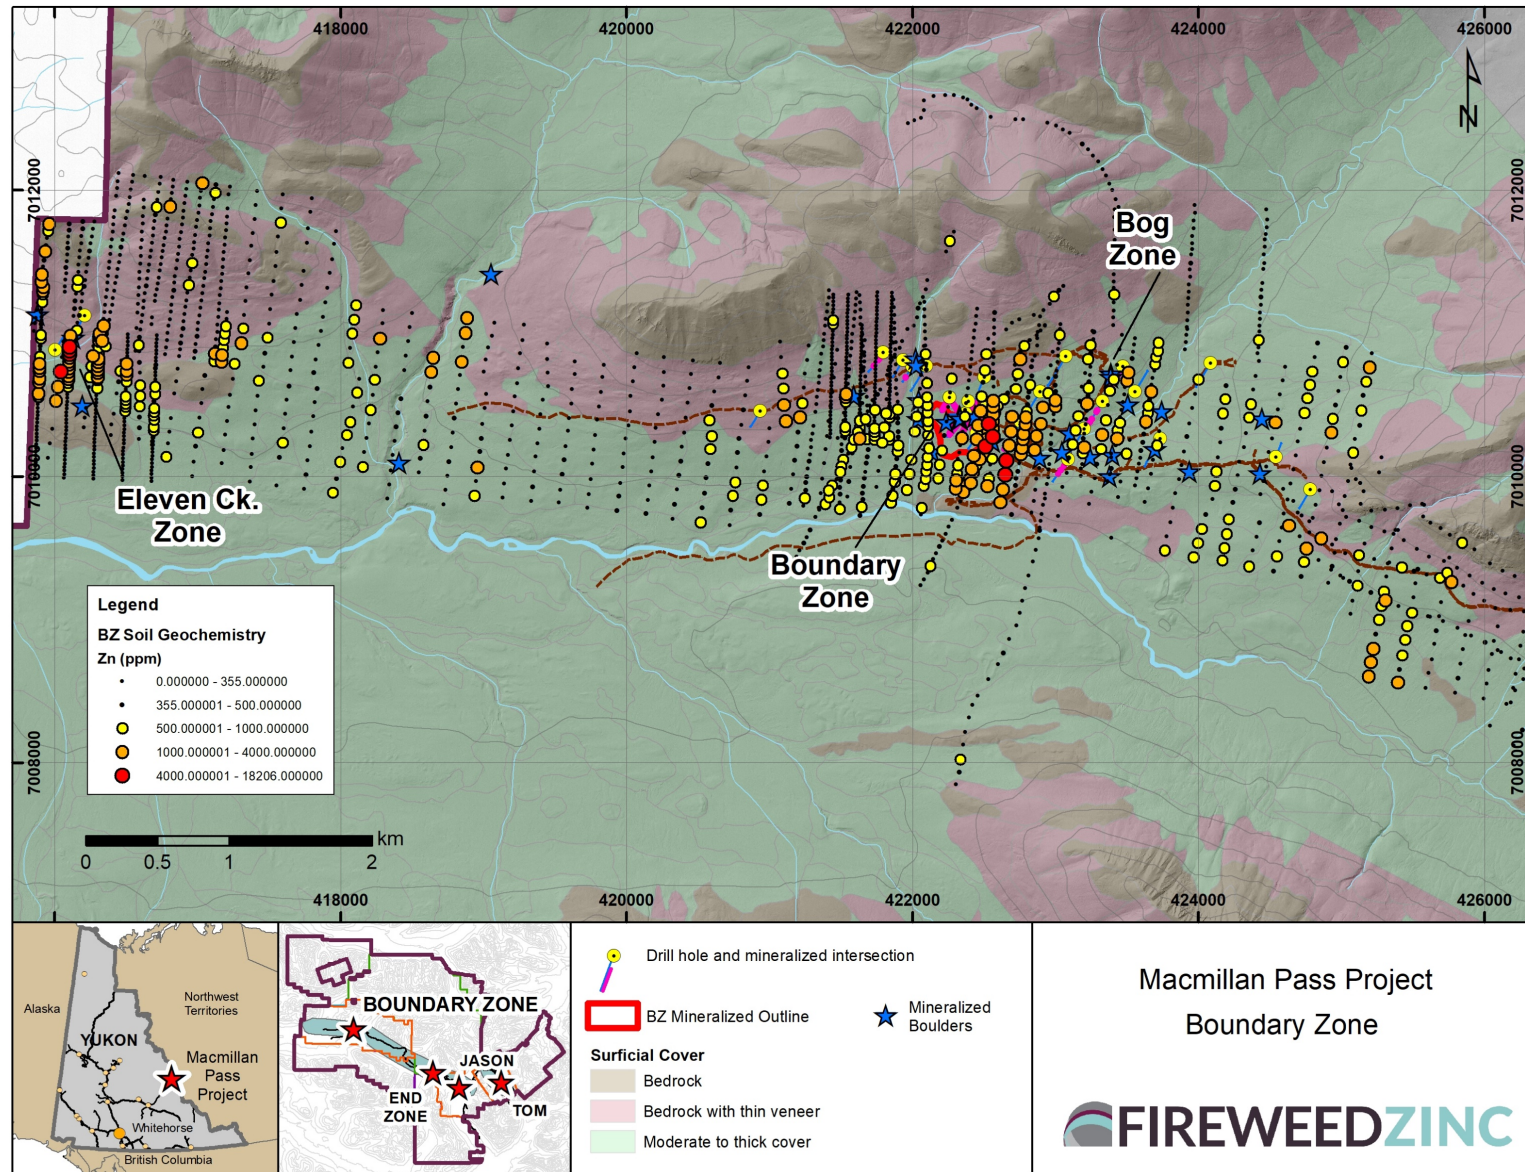 418000
420000
422000
424000
426000
N
7012000
7012000
Bog
Zone
7010000
7010000
Eleven Ck.
Zone
Boundary
Zone
7008000
7008000
Legend
BZ Soil Geochemistry
Zn (ppm)
0.000000 - 355.000000
355.000001 - 500.000000
500.000001 - 1000.000000
1000.000001 - 4000.000000
4000.000001 - 18206.000000
km
0 0.5 1 2
418000
420000
422000
424000
426000
Alaska
Northwest
Territories
YUKON
Macmillan
Pass
Project
Whitehorse
British Columbia
BOUNDARY ZONE
JASON
END
ZONE
TOM
Drill hole and mineralized intersection
BZ Mineralized Outline
Mineralized
Boulders
Surficial Cover
Bedrock
Bedrock with thin veneer
Moderate to thick cover
Macmillan Pass Project
Boundary Zone
FIREWEEDZINC